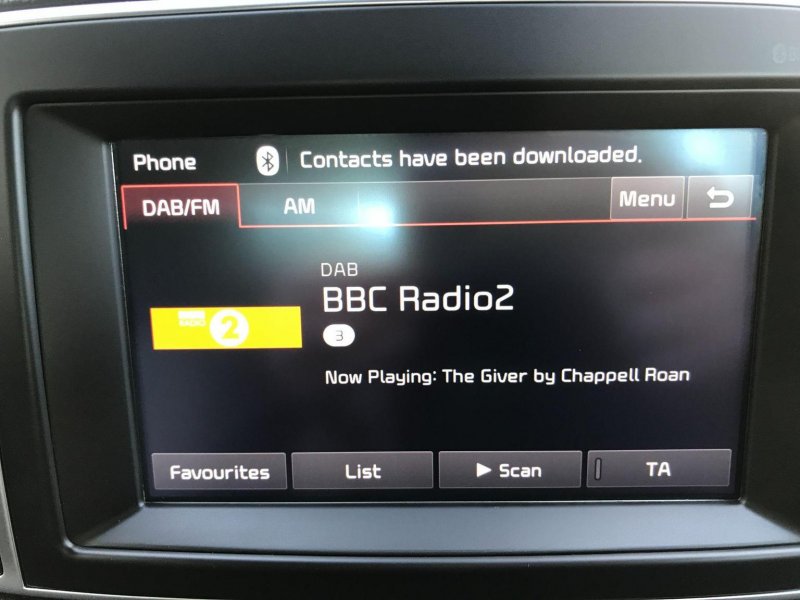 Phone
Contacts have been downloaded.
DAB/FM
AM
Menu
DAB
BBC Radio2
RADIO 2
3
Now Playing: The Giver by Chappell Roan
Favourites
List
Scan
TA